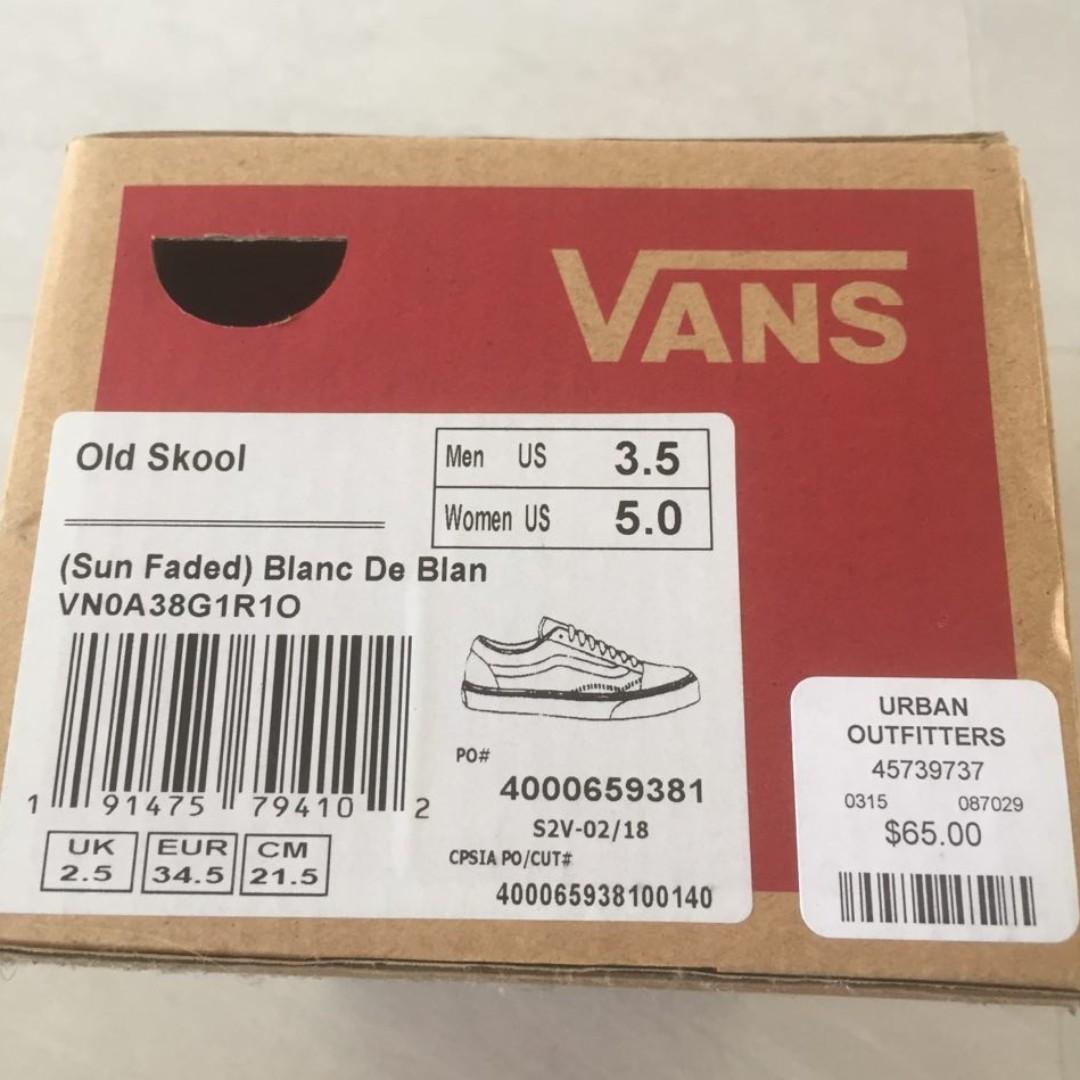 VANS
Old Skool
Men US 3.5
Women US 5.0
(Sun Faded) Blanc De Blan
VN0A38G1R1O
PO#
4000659381
S2V-02/18
CPSIA PO/CUT#
400065938100140
1 91475 79410 2
UK EUR CM
2.5 34.5 21.5
URBAN
OUTFITTERS
45739737
0315 087029
$65.00